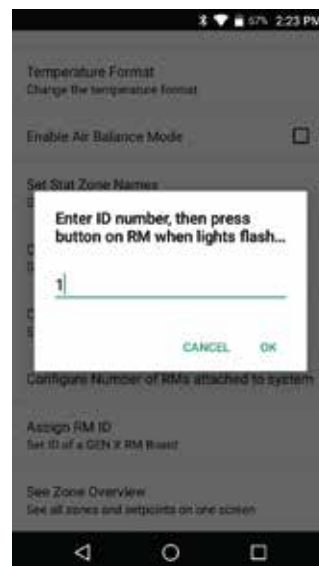 67% 2:23 PM
Temperature Format
Change the temperature format
Enable Air Balance Mode
Set Stat Zone Names
Enter ID number, then press
button on RM when lights flash...
1
CANCEL OK
Configure Number of RMs attached to system
Assign RM ID
Set ID of a GEN X RM Board
See Zone Overview
See all zones and setpoints on one screen